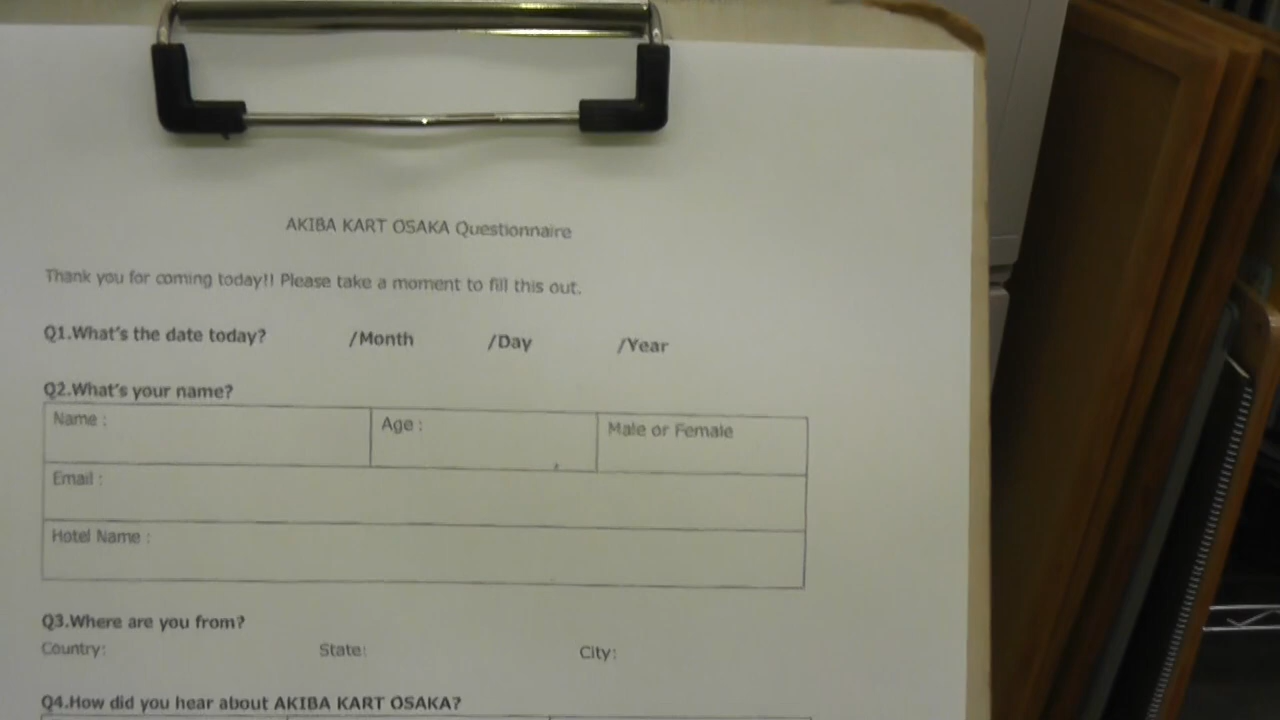 AKIBA KART OSAKA Questionnaire
Thank you for coming today!! Please take a moment to fill this out.
Q1.What's the date today? /Month /Day /Year
Q2.What's your name?
Name : Age : Male or Female
Email :
Hotel Name :
Q3.Where are you from?
Country: State: City:
Q4.How did you hear about AKIBA KART OSAKA?